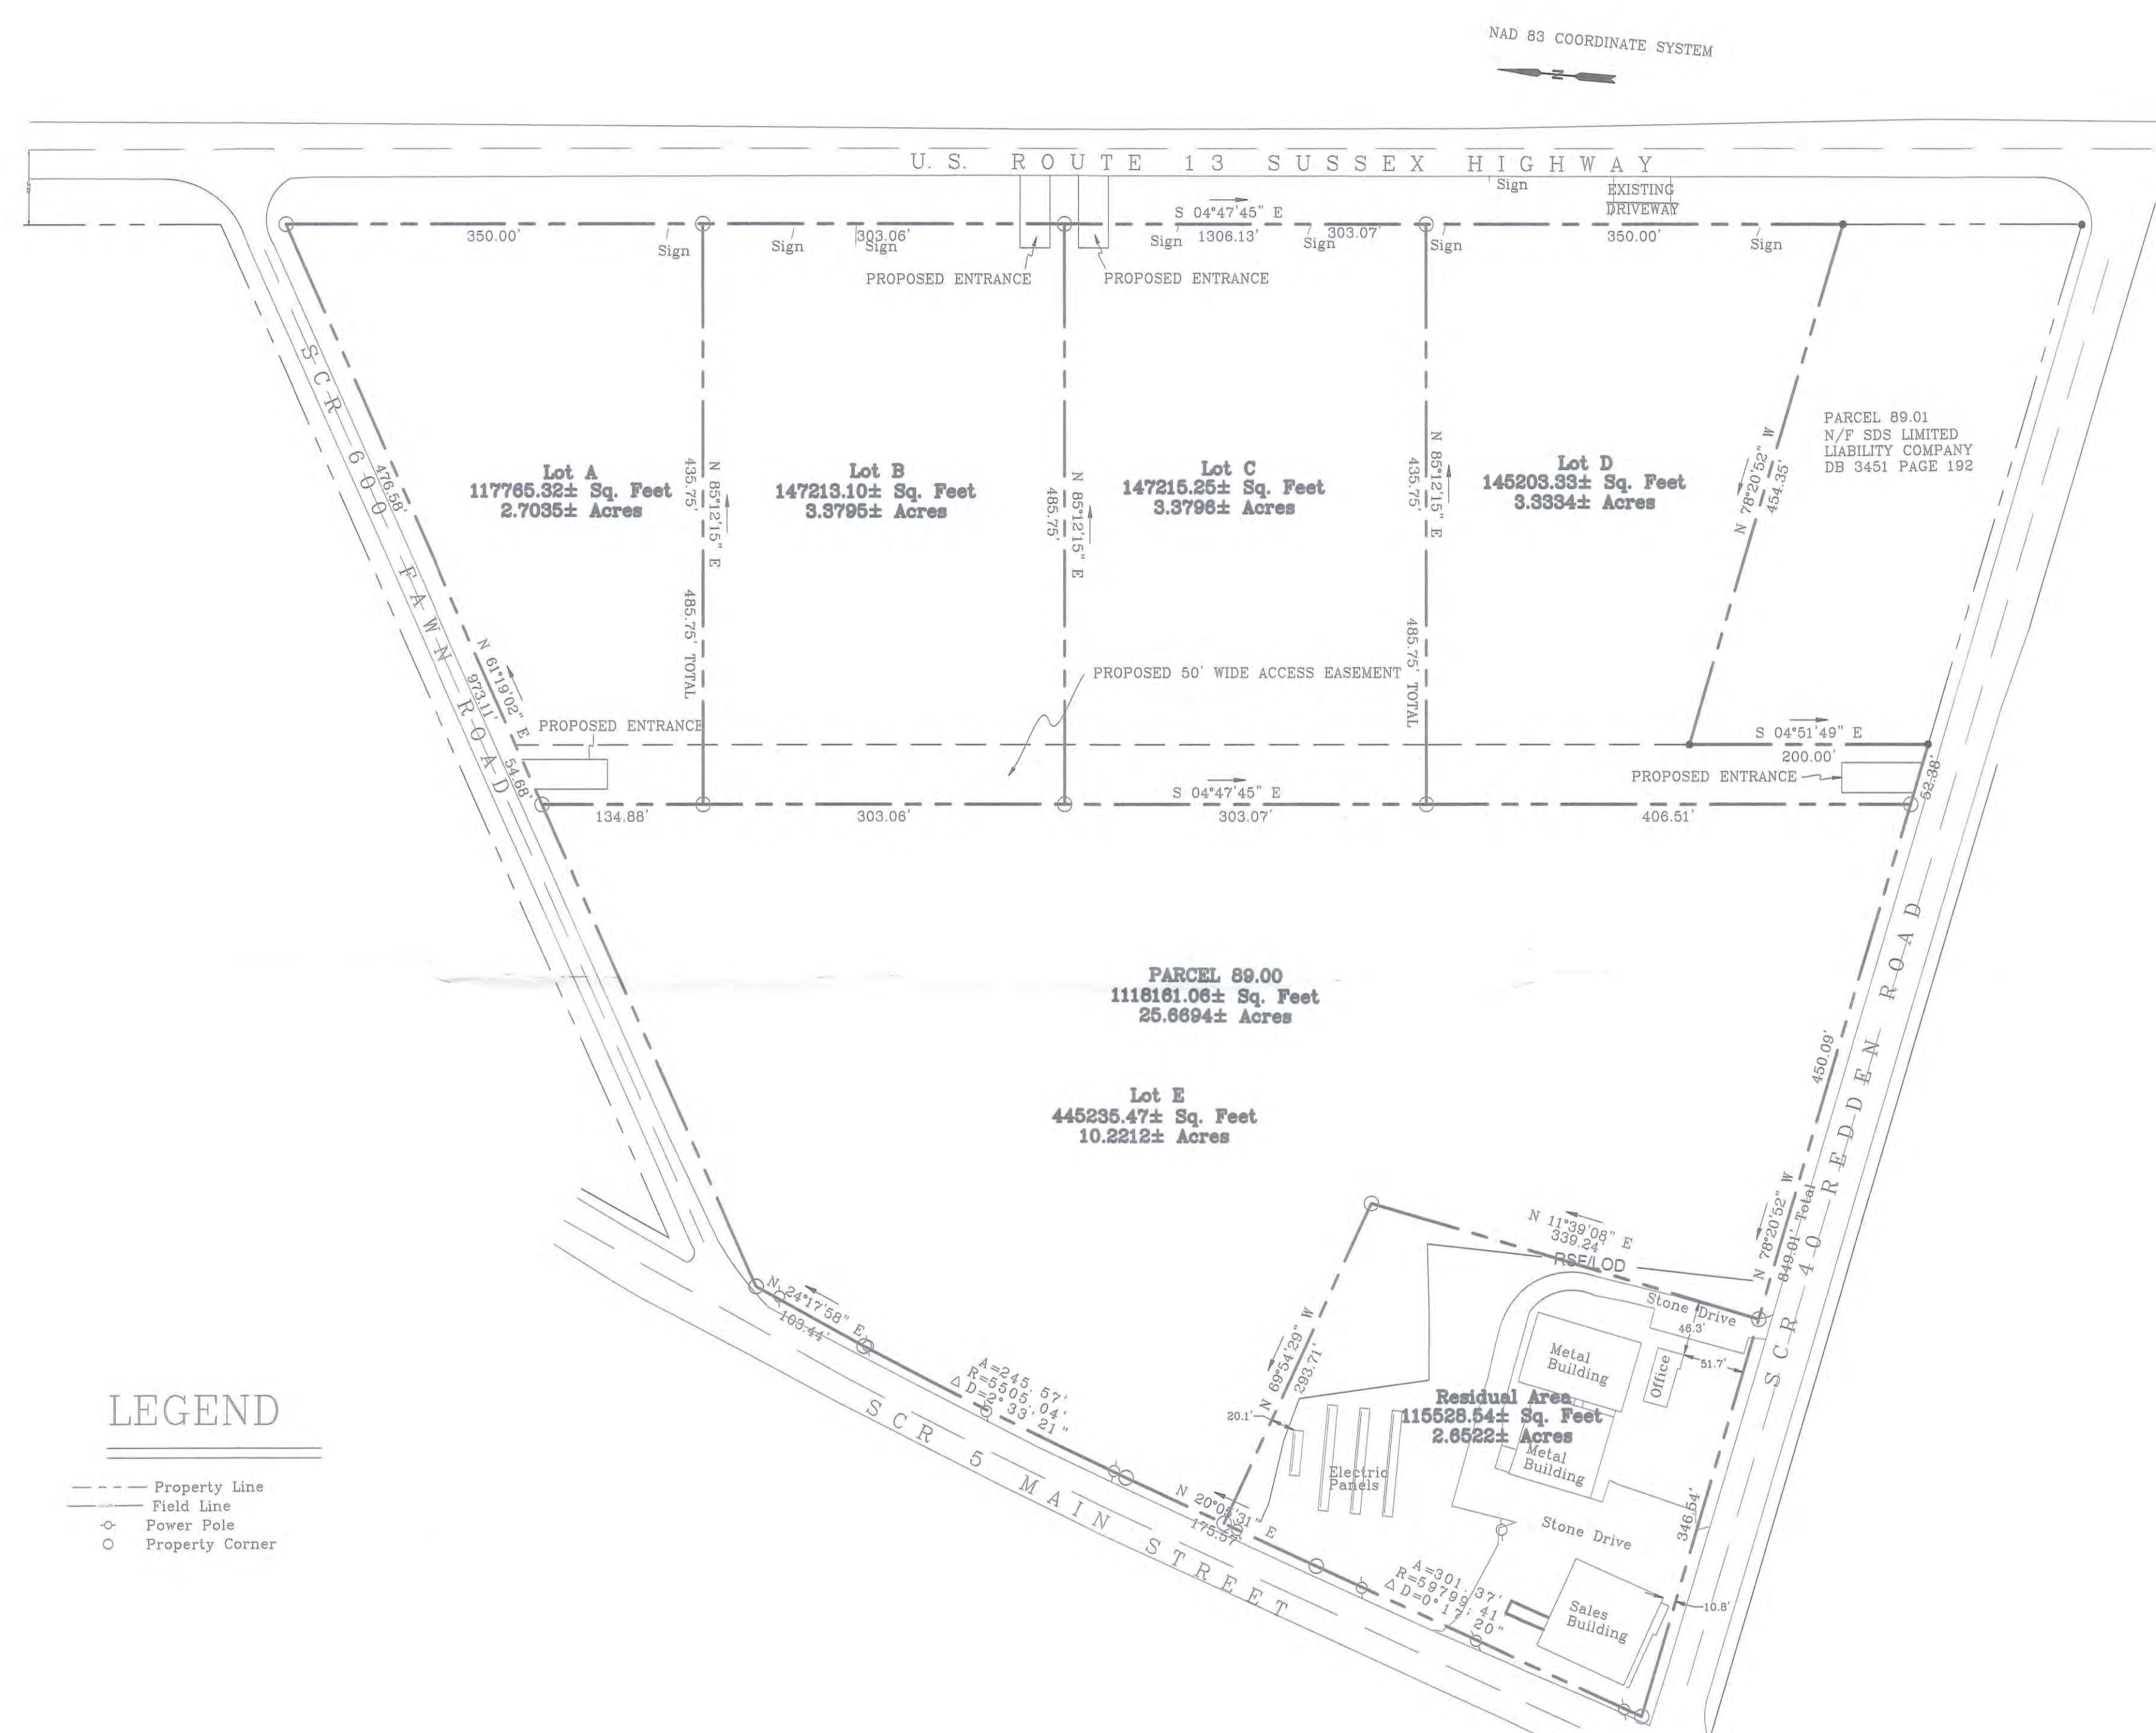 NAD 83 COORDINATE SYSTEM
N
U.S. ROUTE 13 SUSSEX HIGHWAY
Sign
EXISTING
DRIVEWAY
S 04°47'45" E
350.00'
303.06'
1306.13'
303.07'
350.00'
Sign
Sign
Sign
Sign
Sign
Sign
Sign
PROPOSED ENTRANCE
PROPOSED ENTRANCE
SCR 600 FAWN ROAD
476.58'
N 61°19'02" E
973.11'
54.68'
Lot A
117765.32± Sq. Feet
2.7035± Acres
435.75'
N 85°12'15" E
485.75' TOTAL
Lot B
147213.10± Sq. Feet
3.3795± Acres
485.75'
N 85°12'15" E
Lot C
147215.25± Sq. Feet
3.3796± Acres
435.75'
N 85°12'15" E
485.75' TOTAL
Lot D
145203.33± Sq. Feet
3.3334± Acres
N 78°20'52" W
454.35'
PARCEL 89.01
N/F SDS LIMITED
LIABILITY COMPANY
DB 3451 PAGE 192
PROPOSED 50' WIDE ACCESS EASEMENT
PROPOSED ENTRANCE
S 04°51'49" E
200.00'
PROPOSED ENTRANCE
52.38'
S 04°47'45" E
134.88'
303.06'
303.07'
406.51'
PARCEL 89.00
1118161.06± Sq. Feet
25.6694± Acres
Lot E
445235.47± Sq. Feet
10.2212± Acres
450.09'
N 78°20'52" W
849.01' Total
SCR 40 REDDEN ROAD
N 11°39'08" E
339.24'
RSE/LOD
Stone Drive
46.3'
51.7'
Metal
Building
Office
N 69°54'29" W
293.71'
20.1'
Residual Area
115528.54± Sq. Feet
2.6522± Acres
Metal
Building
Electric
Panels
Stone Drive
346.54'
Sales
Building
10.8'
N 24°17'58" E
103.44'
A=245.57'
R=5505.04'
Δ D=2°33'21"
SCR 5 MAIN STREET
A=301.37'
LEGEND
Property Line
Field Line
Power Pole
Property Corner